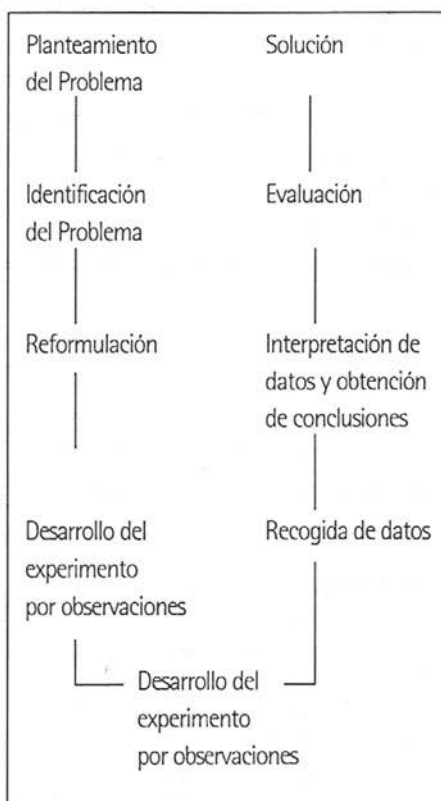 Planteamiento
del Problema
Identificación
del Problema
Reformulación
Desarrollo del
experimento
por observaciones
Desarrollo del
experimento
por observaciones
Recogida de datos
Interpretación de
datos y obtención
de conclusiones
Evaluación
Solución